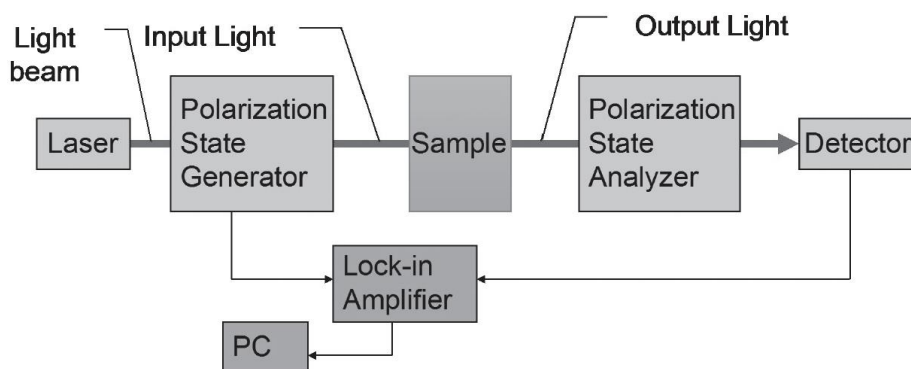 Light
beam
Input Light
Output Light
Laser
Polarization
State
Generator
Sample
Polarization
State
Analyzer
Detector
Lock-in
Amplifier
PC